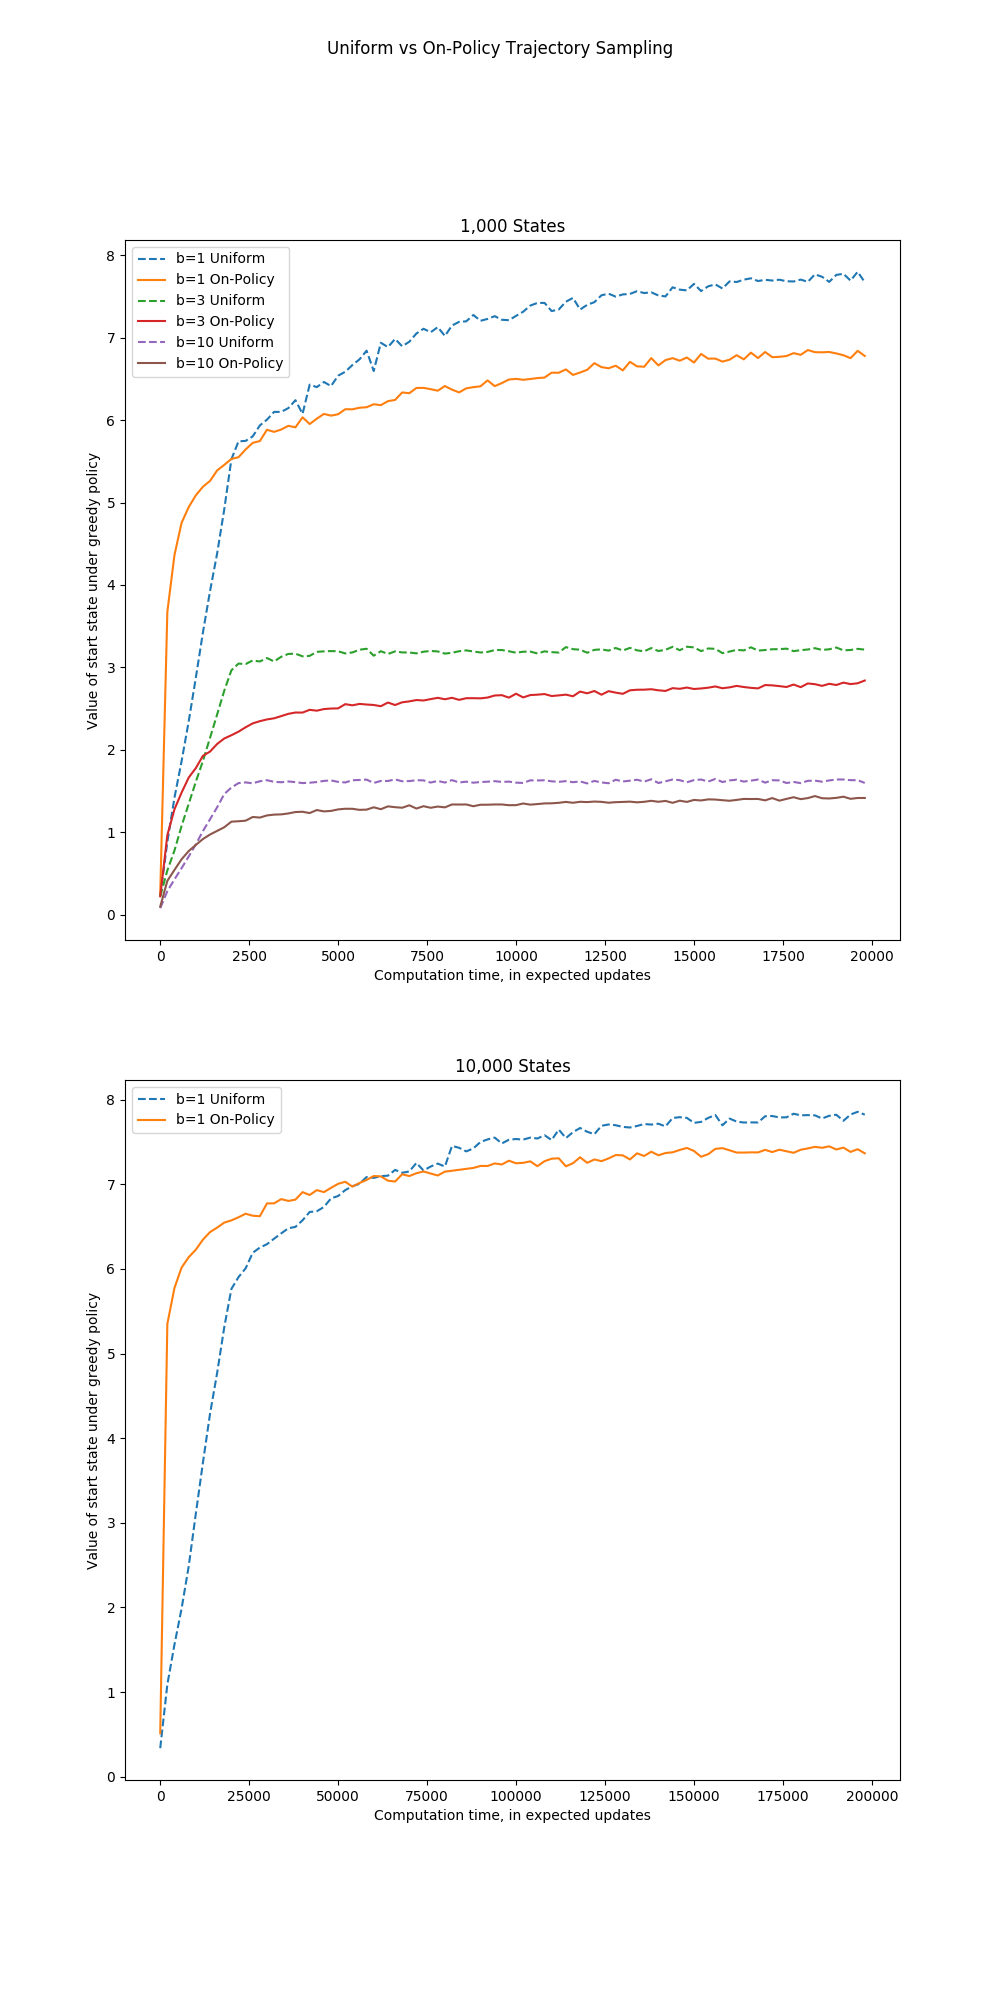 Uniform vs On-Policy Trajectory Sampling
1,000 States
8
7
6
5
4
3
2
1
0
Value of start state under greedy policy
b=1 Uniform
b=1 On-Policy
b=3 Uniform
b=3 On-Policy
b=10 Uniform
b=10 On-Policy
0 2500 5000 7500 10000 12500 15000 17500 20000
Computation time, in expected updates
10,000 States
8
7
6
5
4
3
2
1
0
Value of start state under greedy policy
b=1 Uniform
b=1 On-Policy
0 25000 50000 75000 100000 125000 150000 175000 200000
Computation time, in expected updates